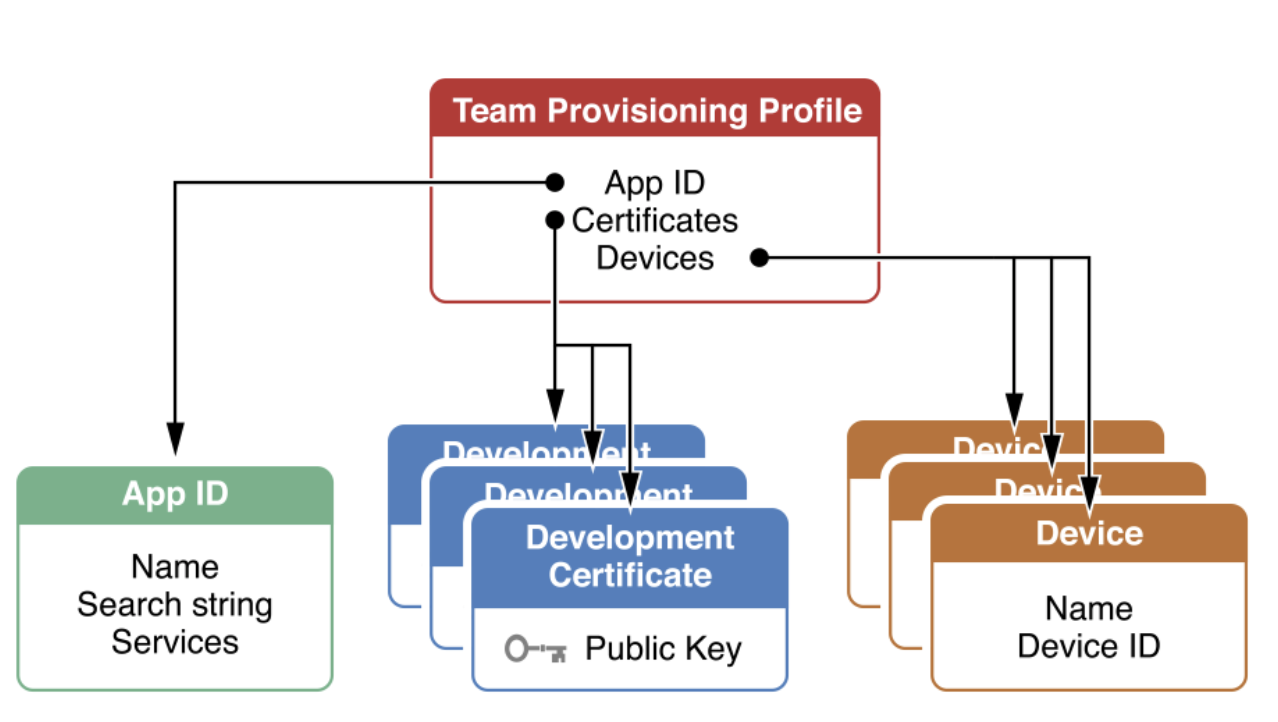 Team Provisioning Profile
App ID
Certificates
Devices
App ID
Name
Search string
Services
Development
Development
Development
Certificate
Public Key
Device
Device
Device
Name
Device ID